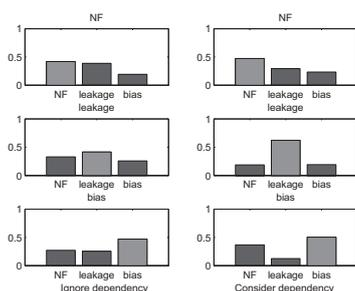 NF NF
1 1
0.5 0.5
0 0
NF leakage bias NF leakage bias
leakage leakage
1 1
0.5 0.5
0 0
NF leakage bias NF leakage bias
bias bias
1 1
0.5 0.5
0 0
NF leakage bias NF leakage bias
Ignore dependency Consider dependency